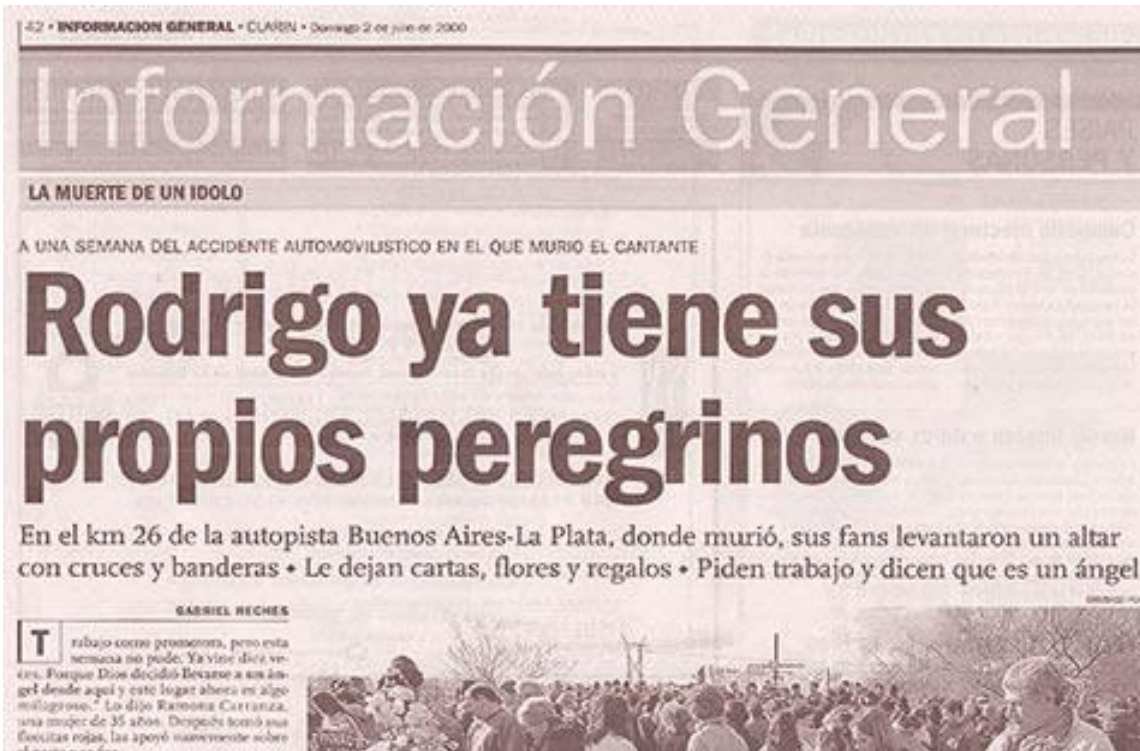 42 • INFORMACION GENERAL • CLARIN • Domingo 2 de julio de 2000
Información General
LA MUERTE DE UN IDOLO
A UNA SEMANA DEL ACCIDENTE AUTOMOVILISTICO EN EL QUE MURIO EL CANTANTE
Rodrigo ya tiene sus
propios peregrinos
En el km 26 de la autopista Buenos Aires-La Plata, donde murió, sus fans levantaron un altar
con cruces y banderas • Le dejan cartas, flores y regalos • Piden trabajo y dicen que es un ángel
GABRIEL RECHES
Trabajo como promotora, pero esta
semana no pude. Ya vine diez ve-
ces. Porque Dios decidió llevarse a un án-
gel desde aquí y este lugar ahora es algo
milagroso." Lo dijo Ramona Carranza,
una mujer de 35 años. Después tomó sus
florcitas rojas, las apoyó suavemente sobre